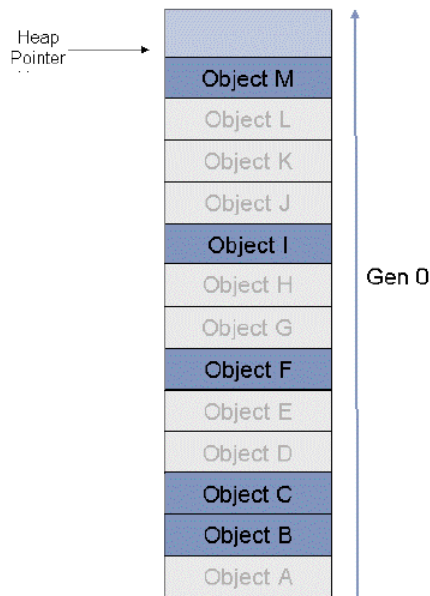 Heap
Pointer
Object M
Object L
Object K
Object J
Object I
Object H
Object G
Gen 0
Object F
Object E
Object D
Object C
Object B
Object A